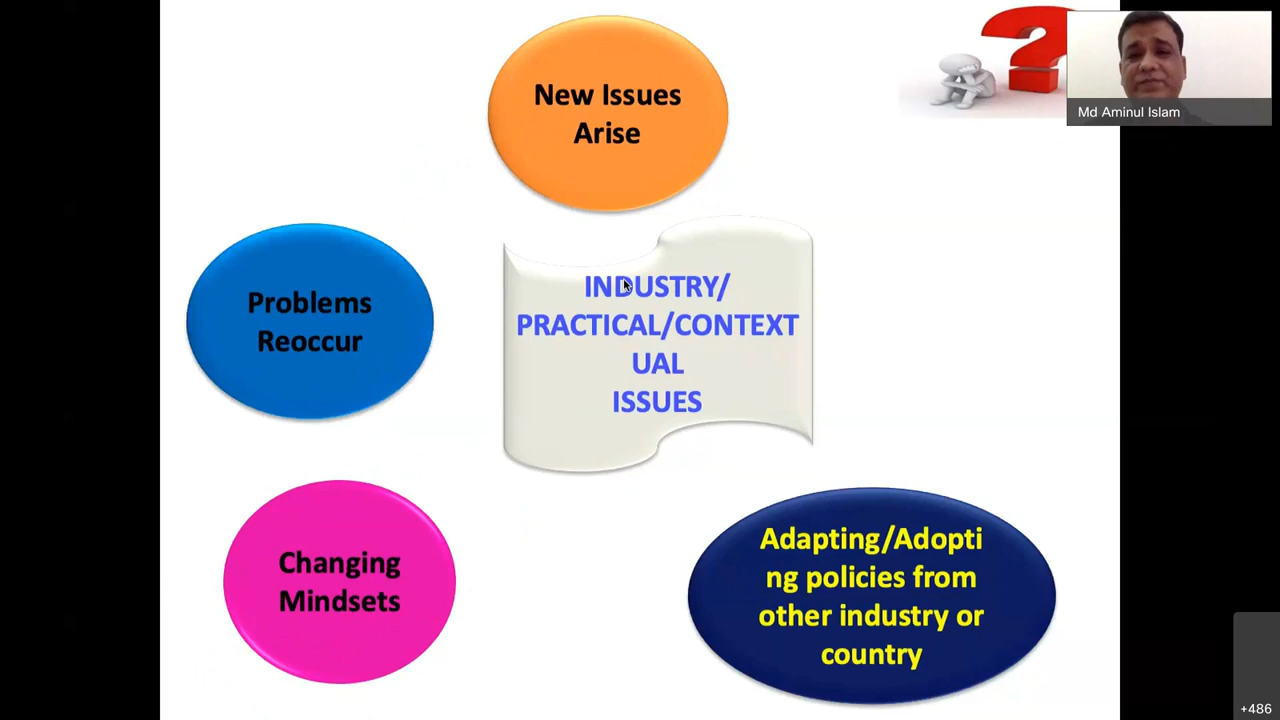 New Issues
Arise
Md Aminul Islam
Problems
Reoccur
INDUSTRY/
PRACTICAL/CONTEXT
UAL
ISSUES
Changing
Mindsets
Adapting/Adopti
ng policies from
other industry or
country
+486